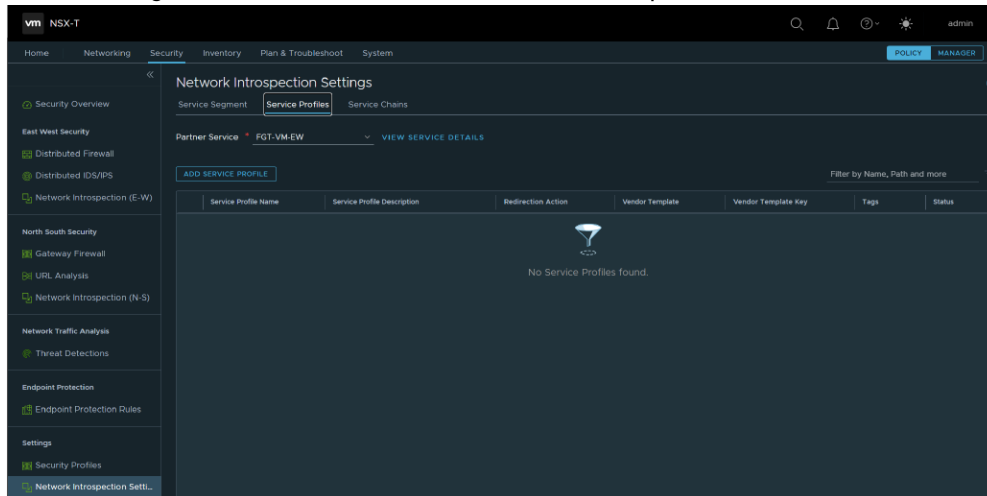 vm NSX-T
admin
Home Networking Security Inventory Plan & Troubleshoot System
POLICY MANAGER
Network Introspection Settings
Security Overview
Service Segment Service Profiles Service Chains
East West Security
Partner Service * FGT-VM-EW VIEW SERVICE DETAILS
Distributed Firewall
Distributed IDS/IPS
ADD SERVICE PROFILE
Filter by Name, Path and more
Network Introspection (E-W)
Service Profile Name Service Profile Description Redirection Action Vendor Template Vendor Template Key Tags Status
North South Security
Gateway Firewall
No Service Profiles found.
URL Analysis
Network Introspection (N-S)
Network Traffic Analysis
Threat Detections
Endpoint Protection
Endpoint Protection Rules
Settings
Security Profiles
Network Introspection Setti...